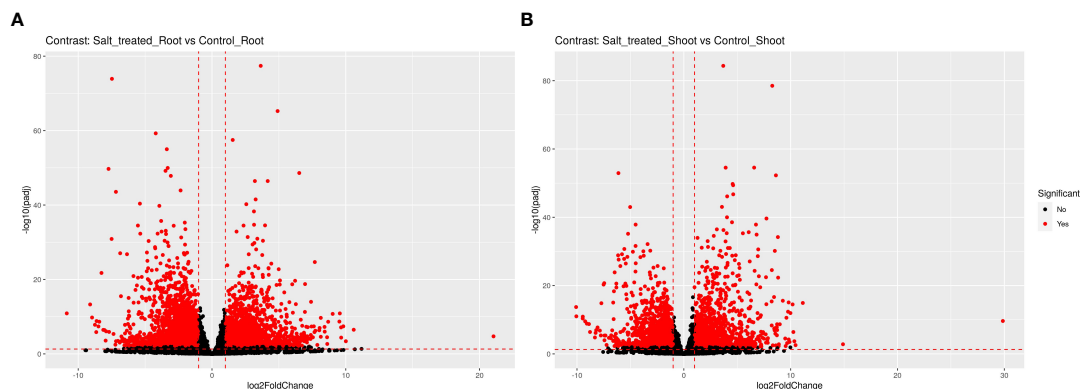 A
Contrast: Salt_treated_Root vs Control_Root
-log10(padj)
80
60
40
20
0
-10
0
10
20
log2FoldChange
B
Contrast: Salt_treated_Shoot vs Control_Shoot
-log10(padj)
80
60
40
20
0
-10
0
10
20
30
log2FoldChange
Significant
No
Yes